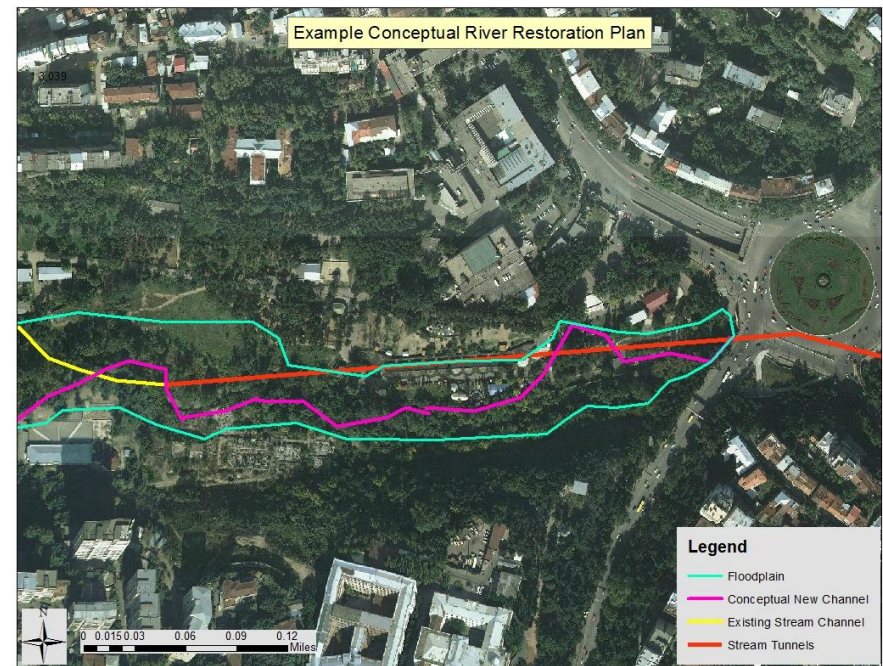 Example Conceptual River Restoration Plan
1:3,039
Legend
Floodplain
Conceptual New Channel
Existing Stream Channel
Stream Tunnels
0 0.015 0.03 0.06 0.09 0.12
Miles